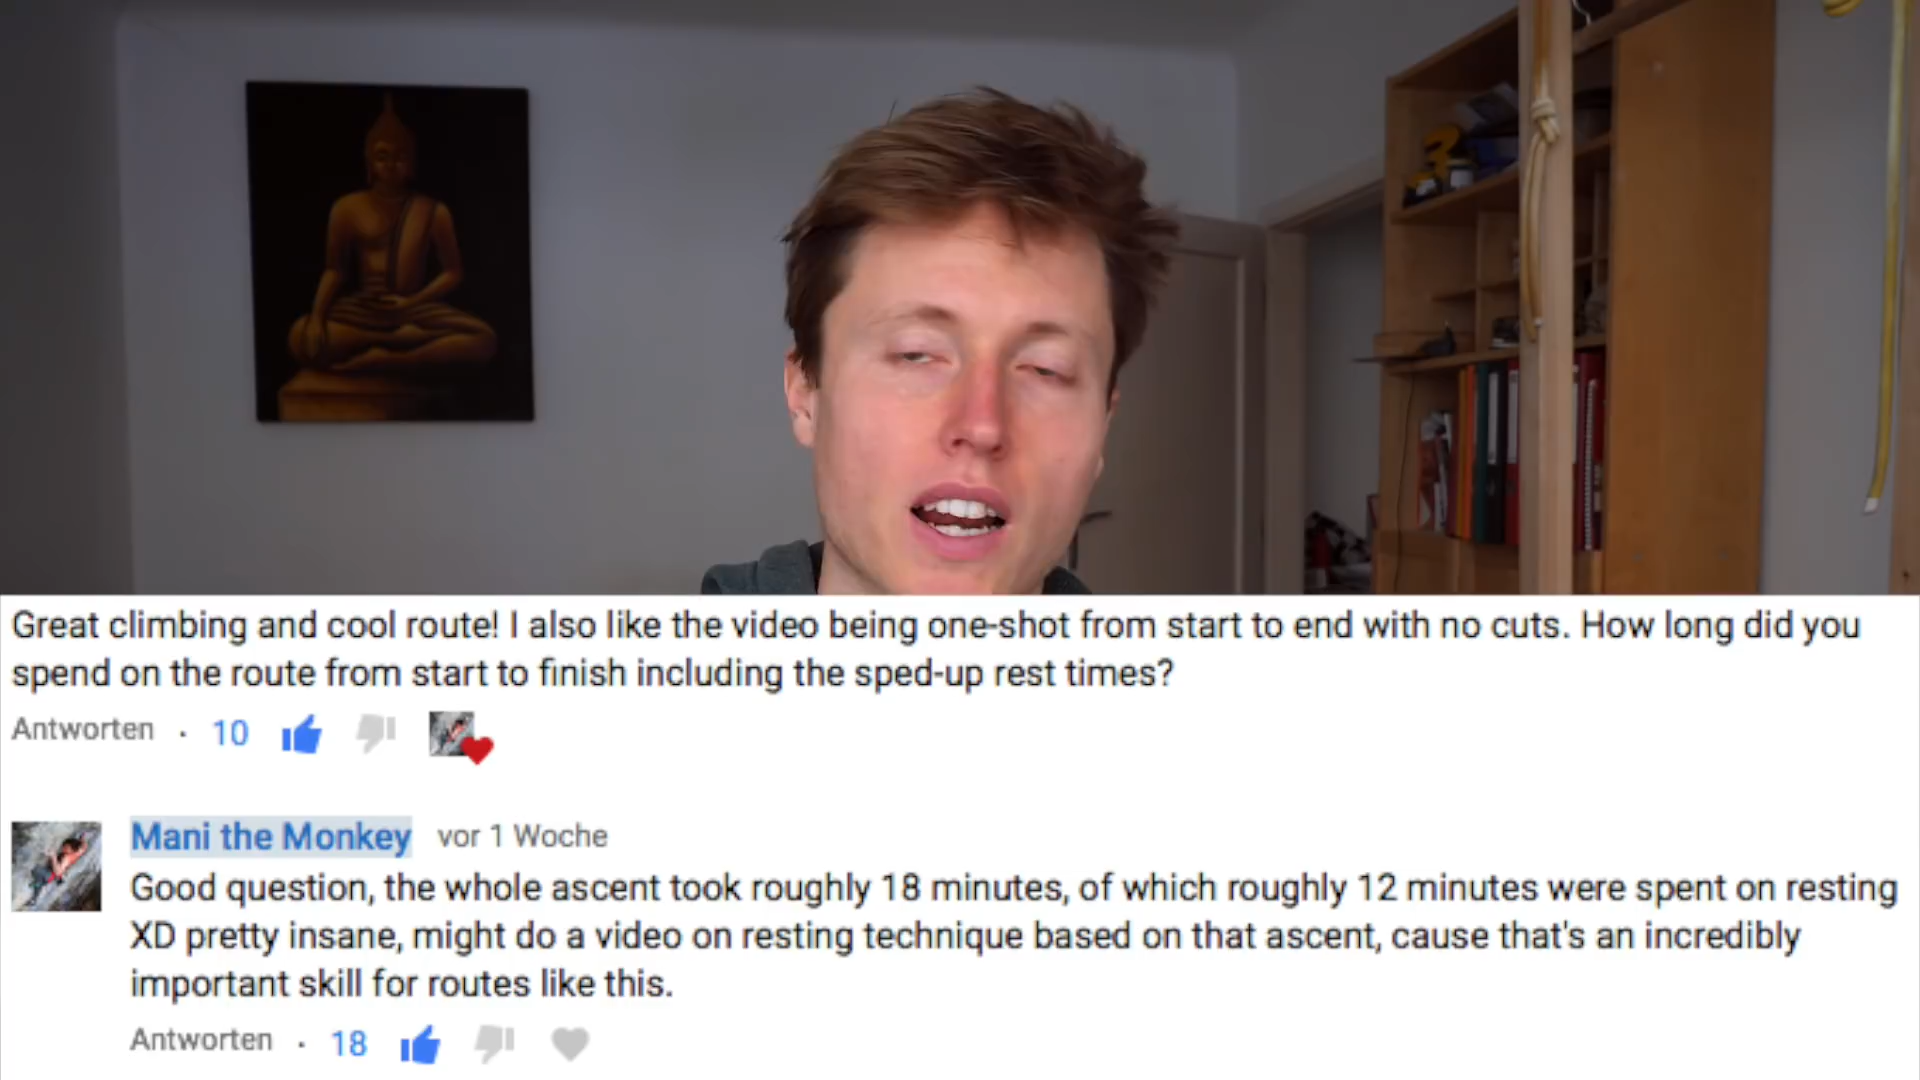 Great climbing and cool route! I also like the video being one-shot from start to end with no cuts. How long did you
spend on the route from start to finish including the sped-up rest times?
Antworten · 10
Mani the Monkey vor 1 Woche
Good question, the whole ascent took roughly 18 minutes, of which roughly 12 minutes were spent on resting
XD pretty insane, might do a video on resting technique based on that ascent, cause that's an incredibly
important skill for routes like this.
Antworten · 18